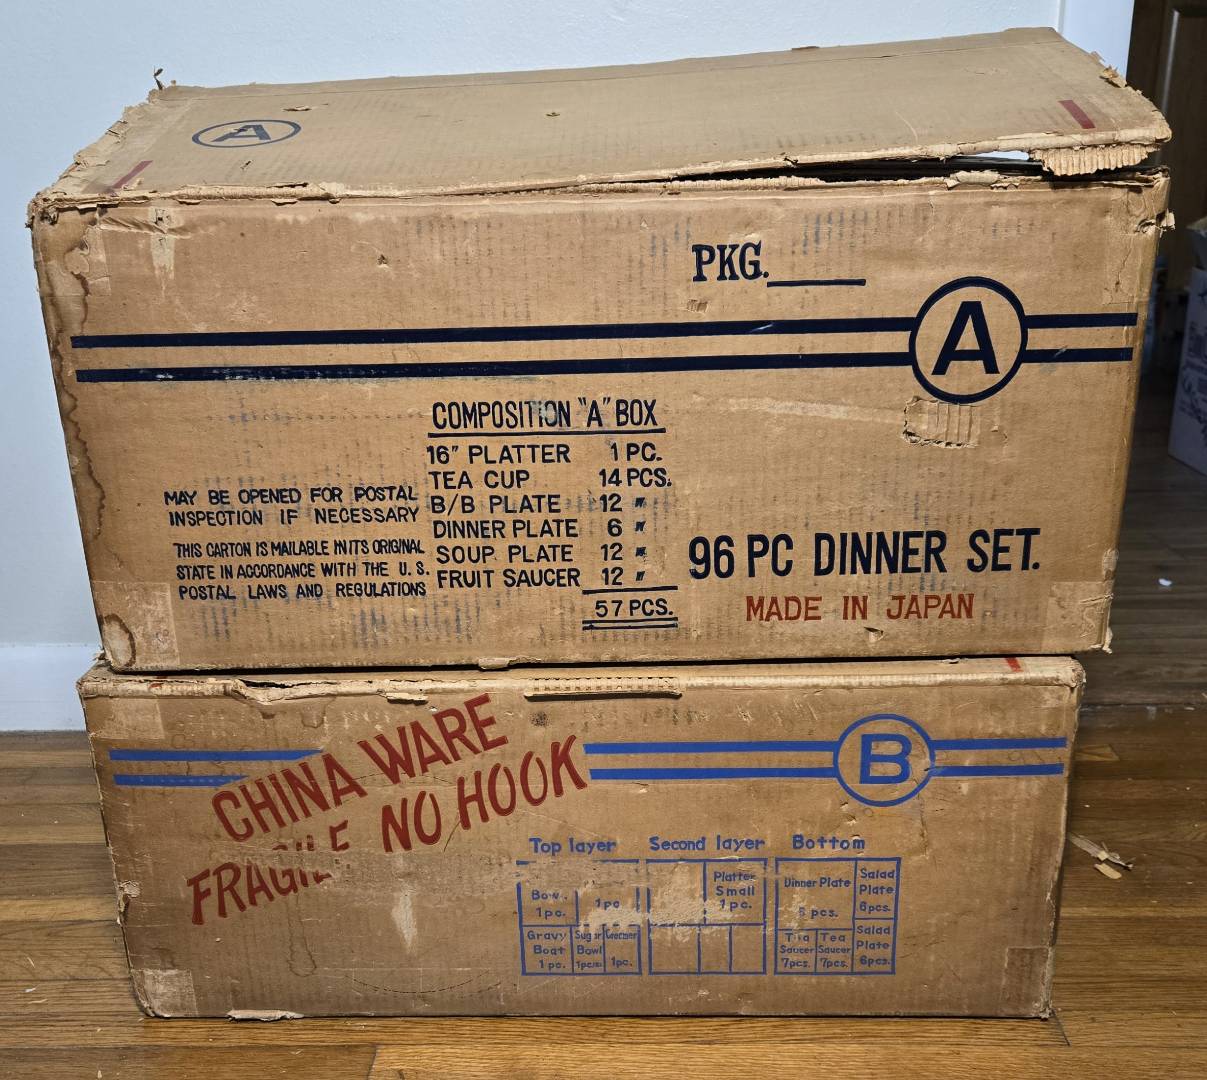 A
PKG.
A
COMPOSITION "A" BOX
16" PLATTER 1 PC.
TEA CUP 14 PCS.
B/B PLATE 12 〃
DINNER PLATE 6 〃
SOUP PLATE 12 〃
FRUIT SAUCER 12 〃
57 PCS.
MAY BE OPENED FOR POSTAL
INSPECTION IF NECESSARY
THIS CARTON IS MAILABLE IN ITS ORIGINAL
STATE IN ACCORDANCE WITH THE U. S.
POSTAL LAWS AND REGULATIONS
96 PC DINNER SET.
MADE IN JAPAN
CHINA WARE
FRAGILE NO HOOK
B
Top layer
Bowl
1pc.
1pc
Gravy
Boat
1pc.
Sugar
Bowl
Creamer
1pc.
Second layer
Platter
Small
1pc.
Bottom
Dinner Plate
6 pcs.
Salad
Plate
6pcs.
Tea
Saucer
7pcs.
Tea
Saucer
7pcs.
Salad
Plate
6pcs.